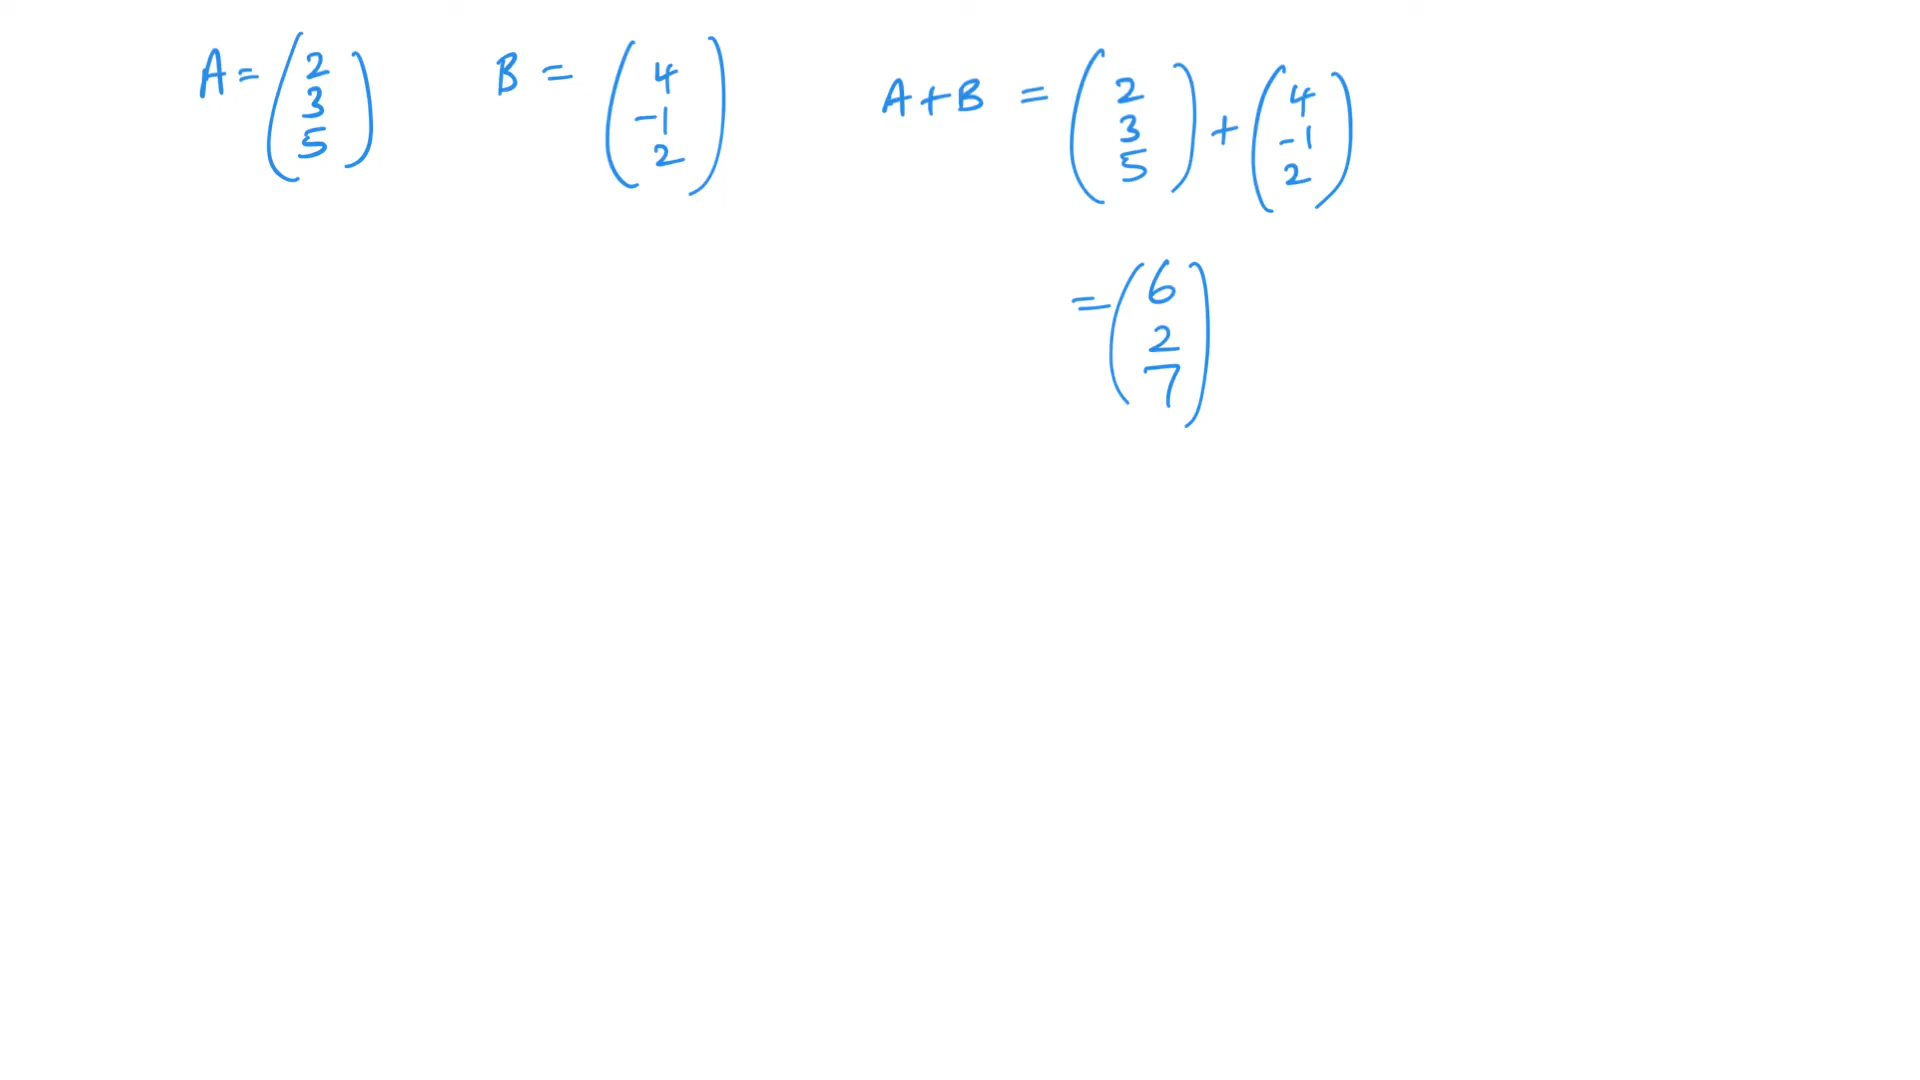 A = (2 3 5) B = (4 -1 2) A+B = (2 3 5) + (4 -1 2)
= (6 2 7)